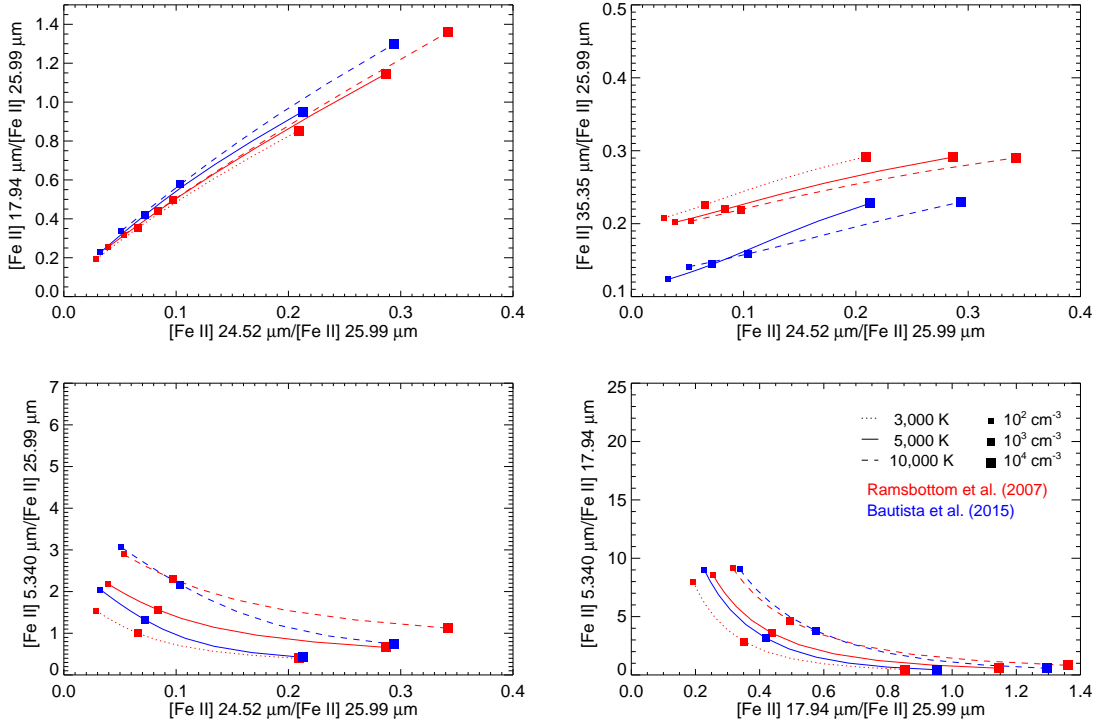 [Fe II] 17.94 μm/[Fe II] 25.99 μm
1.4
1.2
1.0
0.8
0.6
0.4
0.2
0.0
0.0 0.1 0.2 0.3 0.4
[Fe II] 24.52 μm/[Fe II] 25.99 μm
[Fe II] 35.35 μm/[Fe II] 25.99 μm
0.5
0.4
0.3
0.2
0.1
0.0 0.1 0.2 0.3 0.4
[Fe II] 24.52 μm/[Fe II] 25.99 μm
[Fe II] 5.340 μm/[Fe II] 25.99 μm
7
6
5
4
3
2
1
0
0.0 0.1 0.2 0.3 0.4
[Fe II] 24.52 μm/[Fe II] 25.99 μm
[Fe II] 5.340 μm/[Fe II] 17.94 μm
25
20
15
10
5
0
3,000 K 10² cm⁻³
5,000 K 10³ cm⁻³
10,000 K 10⁴ cm⁻³
Ramsbottom et al. (2007)
Bautista et al. (2015)
0.0 0.2 0.4 0.6 0.8 1.0 1.2 1.4
[Fe II] 17.94 μm/[Fe II] 25.99 μm